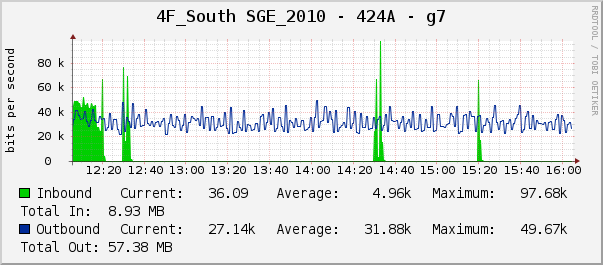 4F_South SGE_2010 - 424A - g7
RRDTOOL / TOBI OETIKER
bits per second
80 k
60 k
40 k
20 k
0
12:20 12:40 13:00 13:20 13:40 14:00 14:20 14:40 15:00 15:20 15:40 16:00
Inbound Current: 36.09 Average: 4.96k Maximum: 97.68k
Total In: 8.93 MB
Outbound Current: 27.14k Average: 31.88k Maximum: 49.67k
Total Out: 57.38 MB